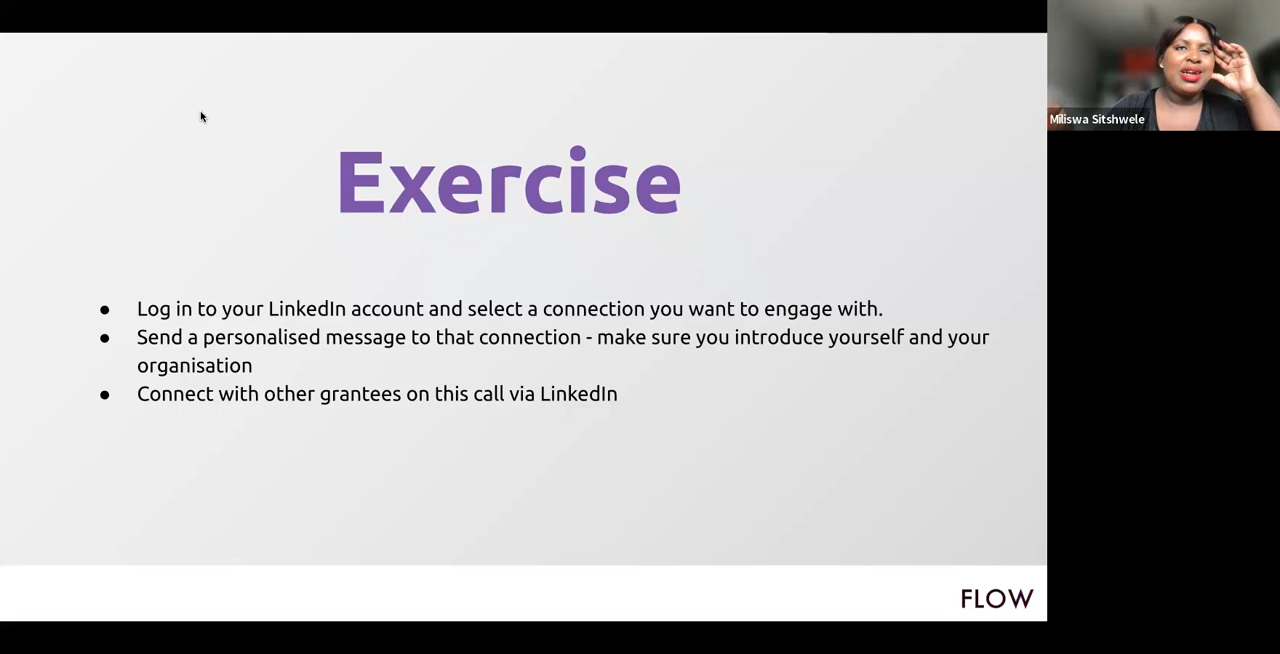 Miliswa Sitshwele
Exercise
● Log in to your LinkedIn account and select a connection you want to engage with.
● Send a personalised message to that connection - make sure you introduce yourself and your
organisation
● Connect with other grantees on this call via LinkedIn
FLOW